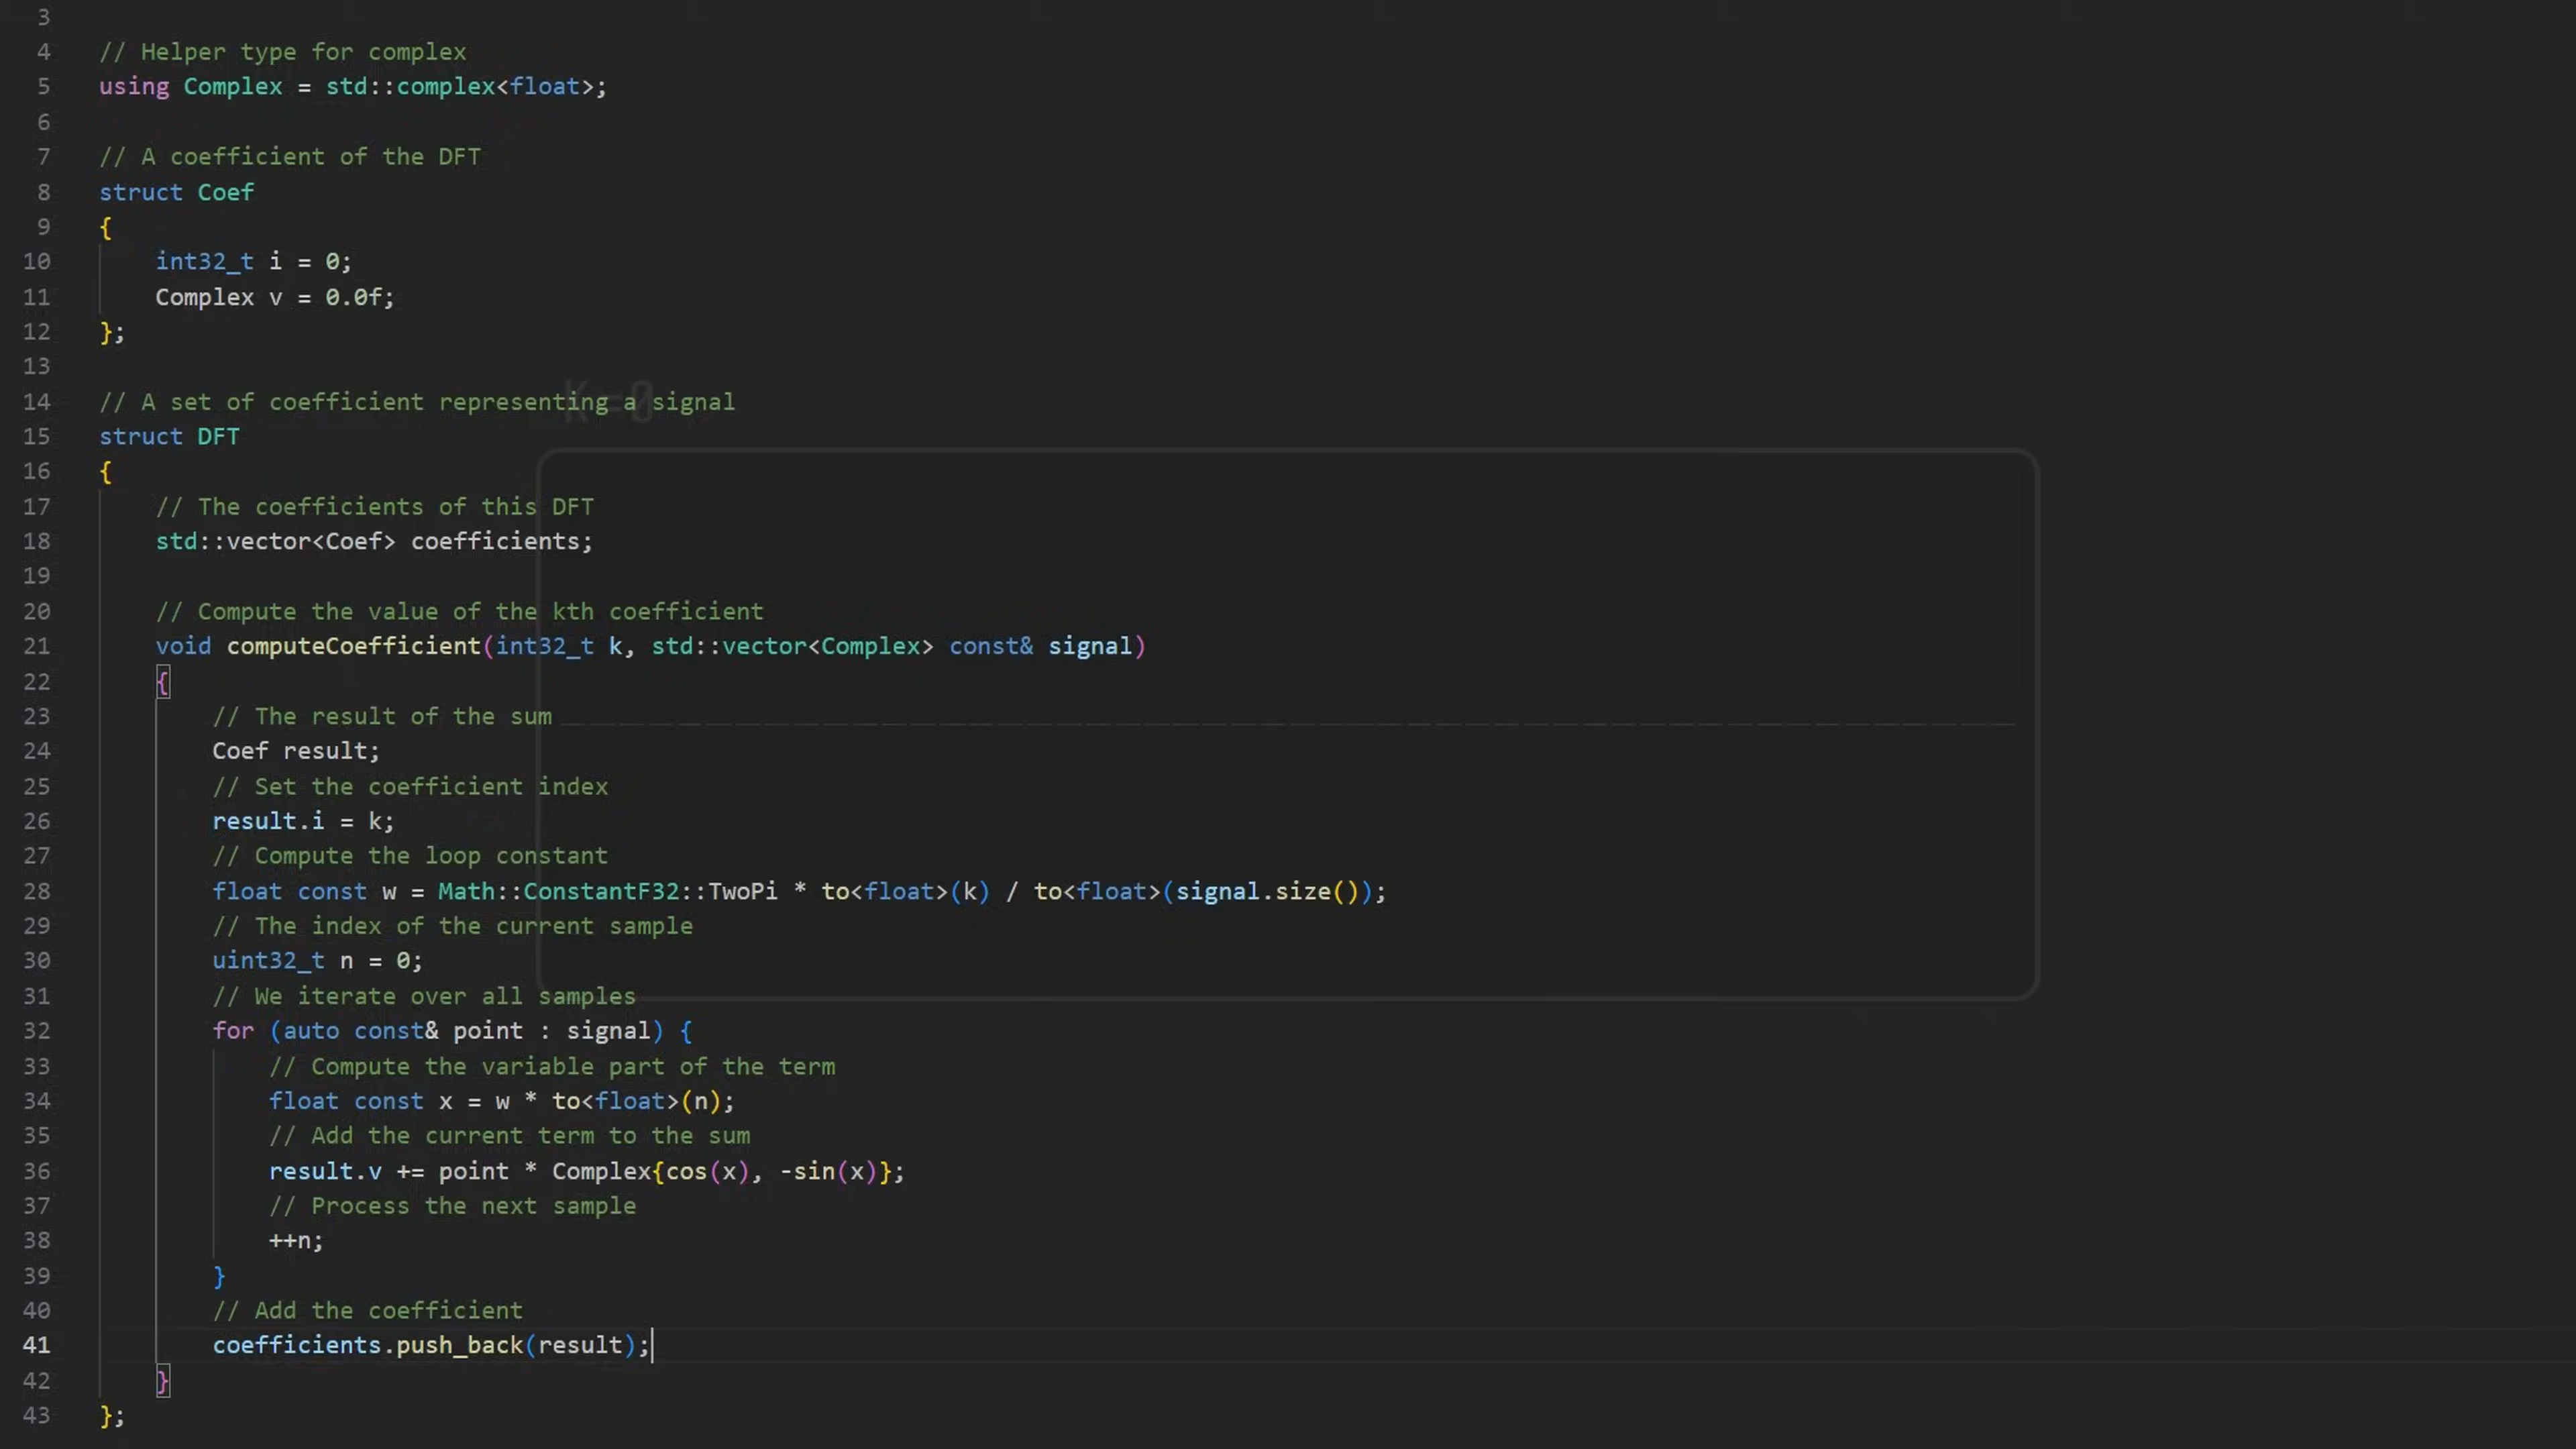 3
4 // Helper type for complex
5 using Complex = std::complex<float>;
6
7 // A coefficient of the DFT
8 struct Coef
9 {
10 int32_t i = 0;
11 Complex v = 0.0f;
12 };
13
14 // A set of coefficient representing a signal
K=0
15 struct DFT
16 {
17 // The coefficients of this DFT
18 std::vector<Coef> coefficients;
19
20 // Compute the value of the kth coefficient
21 void computeCoefficient(int32_t k, std::vector<Complex> const& signal)
22 {
23 // The result of the sum
24 Coef result;
25 // Set the coefficient index
26 result.i = k;
27 // Compute the loop constant
28 float const w = Math::ConstantF32::TwoPi * to<float>(k) / to<float>(signal.size());
29 // The index of the current sample
30 uint32_t n = 0;
31 // We iterate over all samples
32 for (auto const& point : signal) {
33 // Compute the variable part of the term
34 float const x = w * to<float>(n);
35 // Add the current term to the sum
36 result.v += point * Complex{cos(x), -sin(x)};
37 // Process the next sample
38 ++n;
39 }
40 // Add the coefficient
41 coefficients.push_back(result);
42 }
43 };